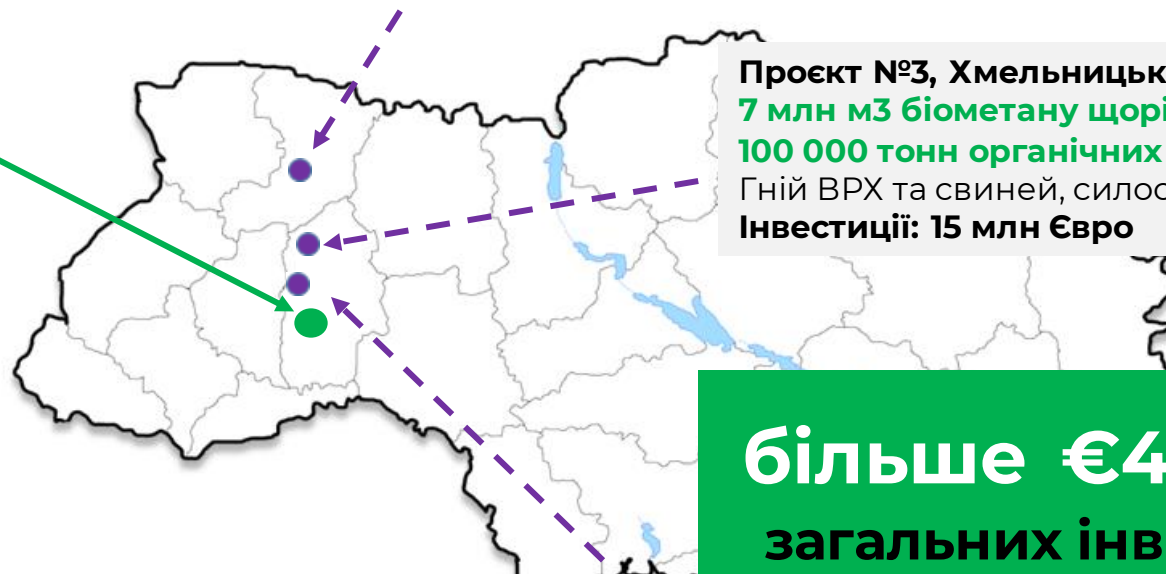 Проєкт №3, Хмельницьк
7 млн м3 біометану щорі
100 000 тонн органічних
Гній ВРХ та свиней, силос
Інвестиції: 15 млн Євро
більше €4
загальних інв